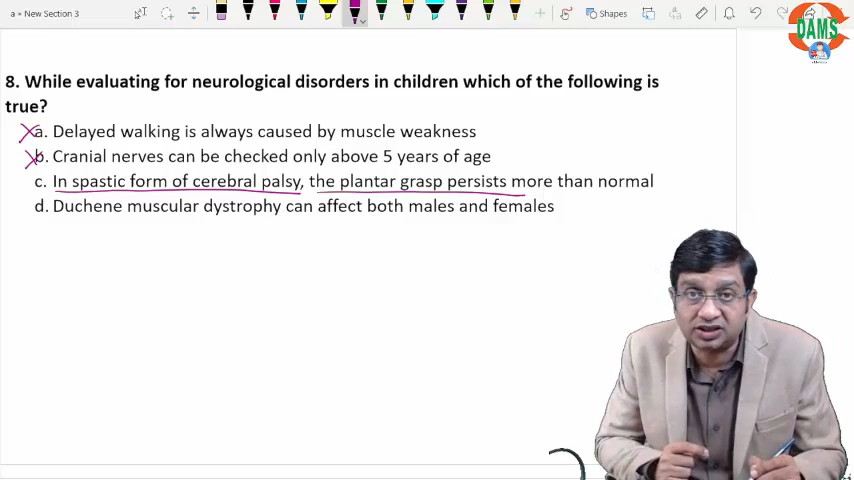 a » New Section 3
Shapes
DAMS
8. While evaluating for neurological disorders in children which of the following is
true?
a. Delayed walking is always caused by muscle weakness
b. Cranial nerves can be checked only above 5 years of age
c. In spastic form of cerebral palsy, the plantar grasp persists more than normal
d. Duchene muscular dystrophy can affect both males and females